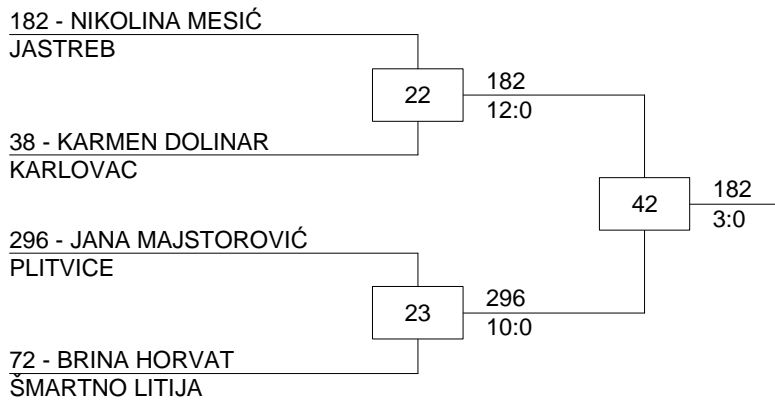 182 - NIKOLINA MESIĆ
JASTREB
22
182
12:0
38 - KARMEN DOLINAR
KARLOVAC
42
182
3:0
296 - JANA MAJSTOROVIĆ
PLITVICE
23
296
10:0
72 - BRINA HORVAT
ŠMARTNO LITIJA